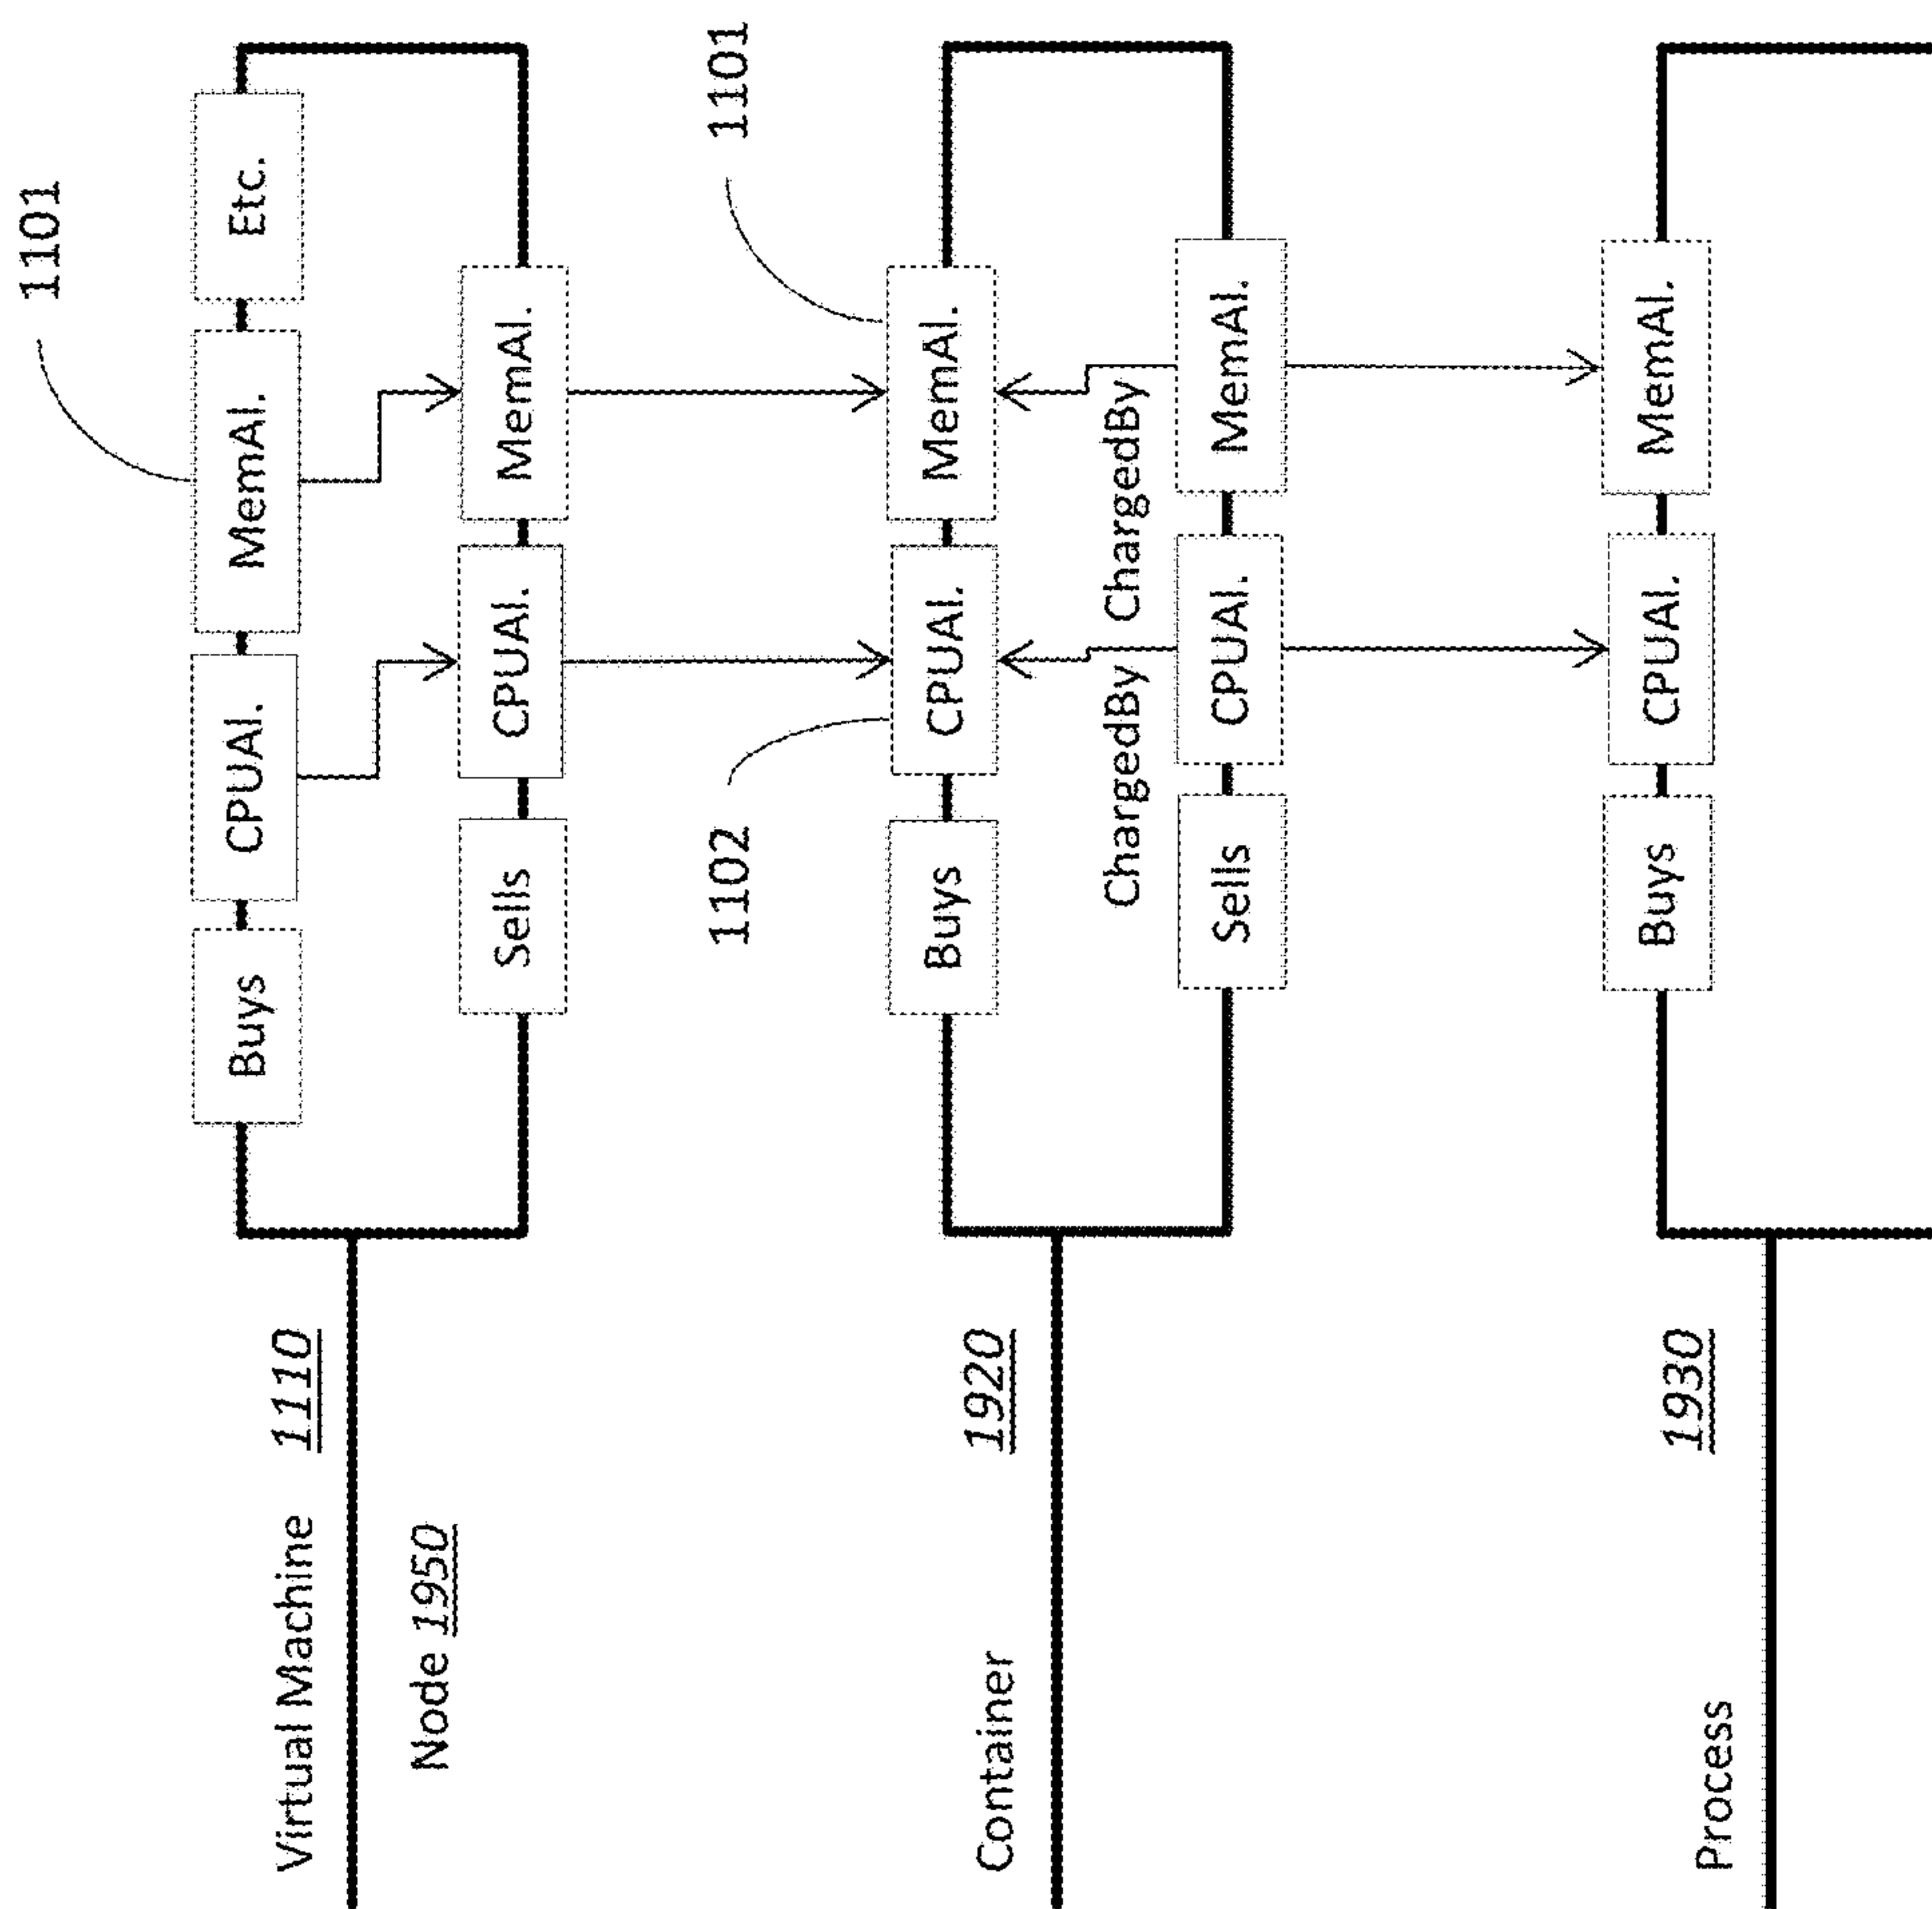 1101
Buys CPUAl. MemAl. Etc.
Virtual Machine 1110
Node 1950
Sells CPUAl. MemAl.
1102 1101
Buys CPUAl. MemAl.
Container 1920
ChargedBy ChargedBy
Sells CPUAl. MemAl.
Buys CPUAl. MemAl.
Process 1930